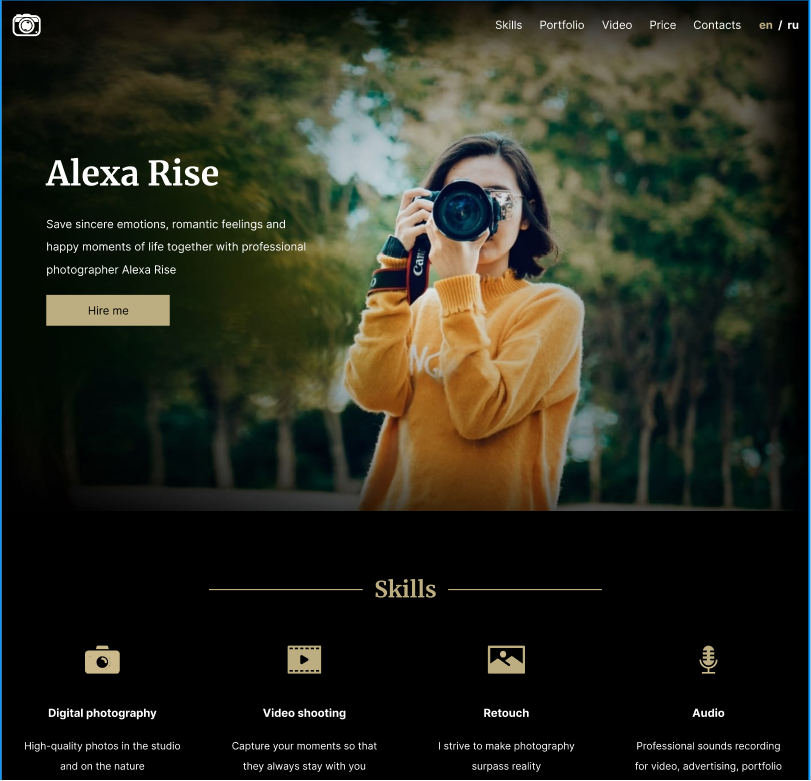 Skills Portfolio Video Price Contacts en / ru
Alexa Rise
Save sincere emotions, romantic feelings and
happy moments of life together with professional
photographer Alexa Rise
Hire me
Skills
Digital photography
High-quality photos in the studio
and on the nature
Video shooting
Capture your moments so that
they always stay with you
Retouch
I strive to make photography
surpass reality
Audio
Professional sounds recording
for video, advertising, portfolio